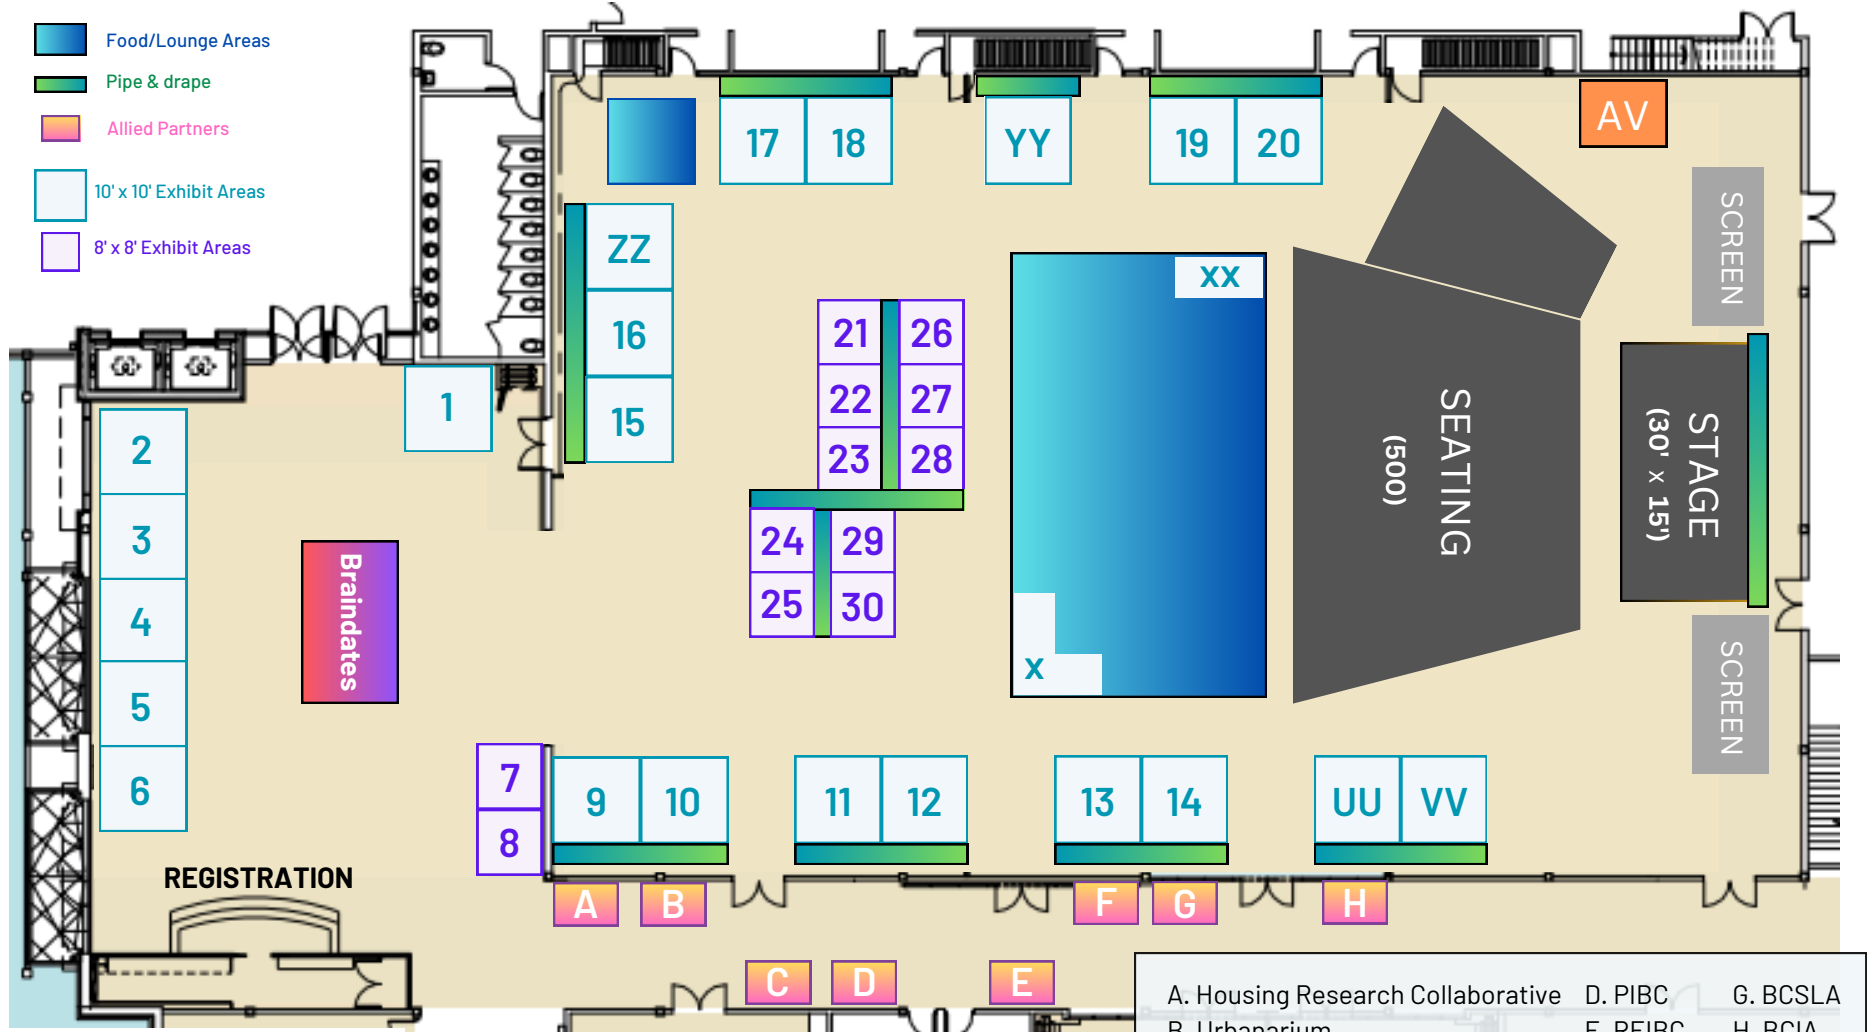 Food/Lounge Areas
Pipe & drape
Allied Partners
10' x 10' Exhibit Areas
8' x 8' Exhibit Areas
17 18 YY 19 20
AV
ZZ
16
15
XX
SCREEN
21 26
22 27
23 28
24 29
25 30
1
2
3
4
5
6
Braindates
X
SEATING
(500)
STAGE
(30' x 15')
SCREEN
7
8
9 10 11 12 13 14 UU VV
REGISTRATION
A B F G H
C D E
A. Housing Research Collaborative D. PIBC G. BCSLA
B. Urbanarium E. REIBC H. BCIA